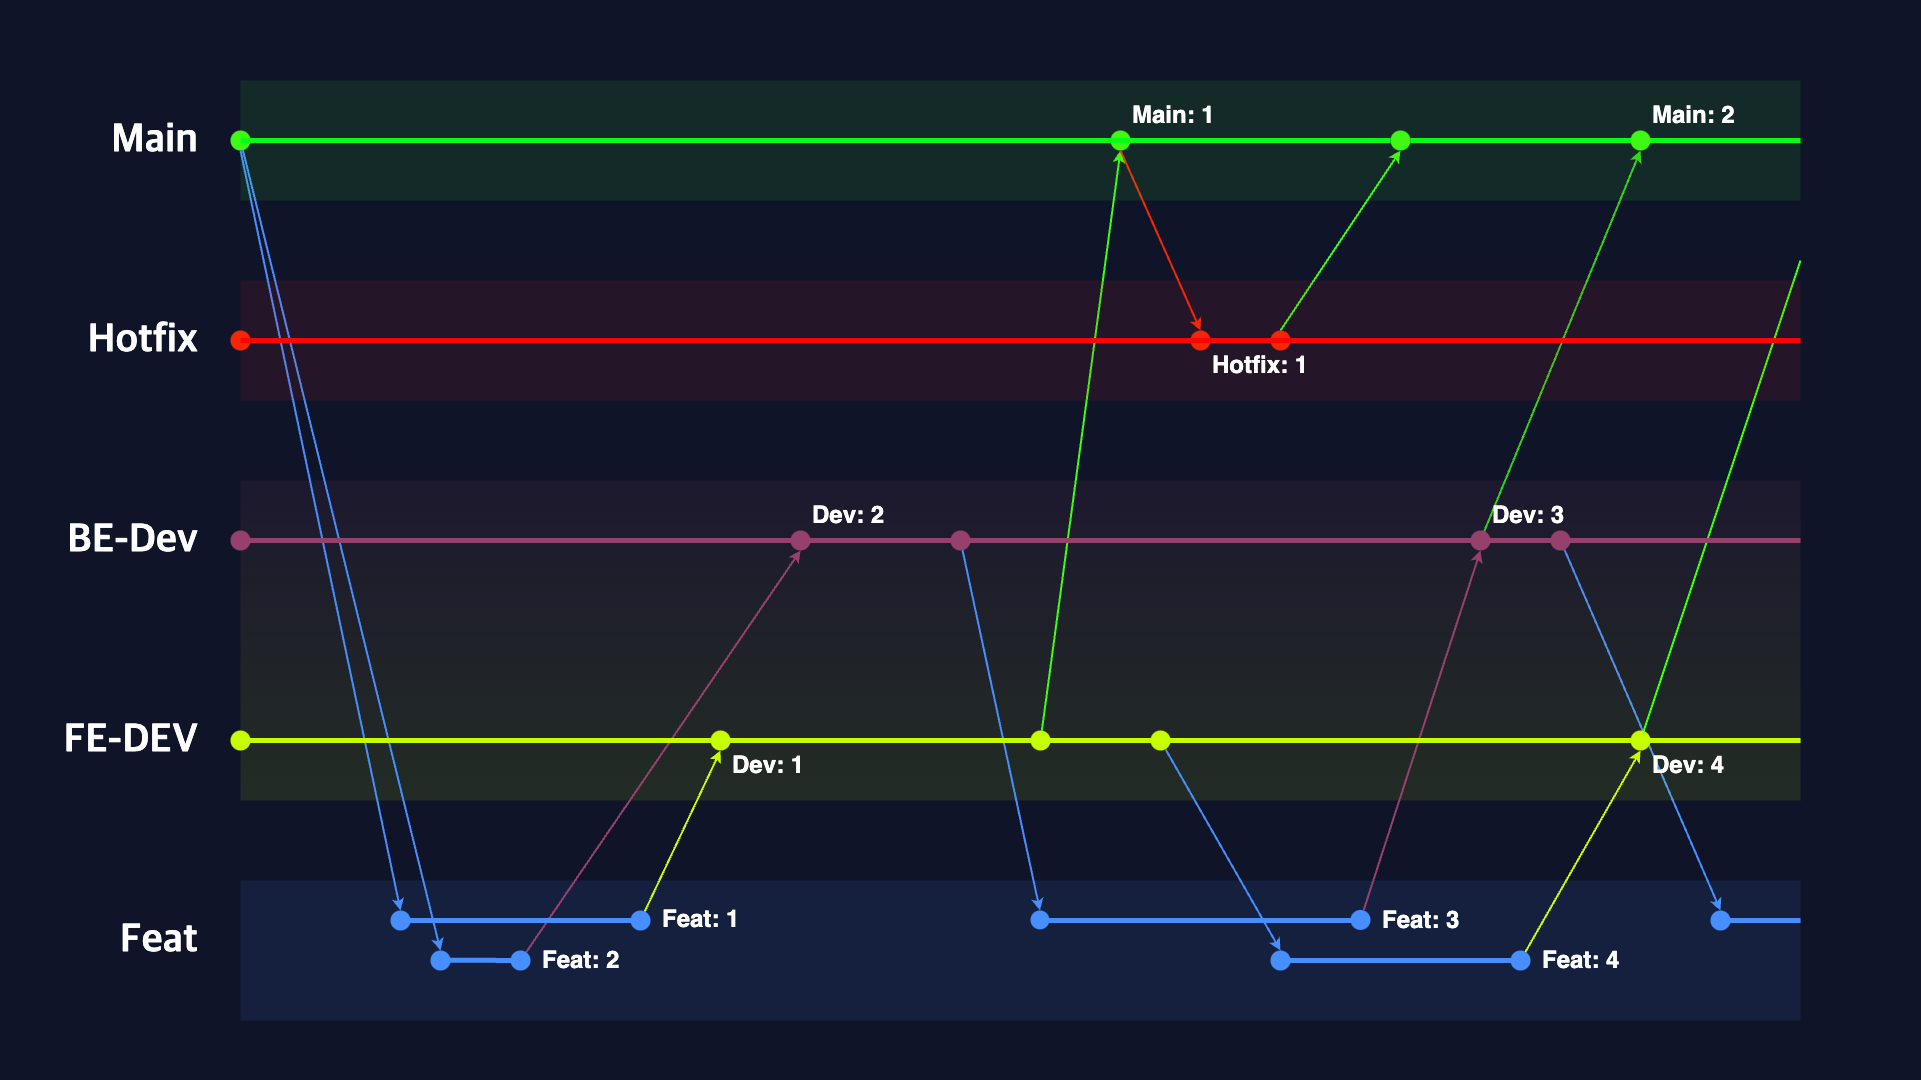 Main: 1
Main: 2
Main
Hotfix
Hotfix: 1
Dev: 2
Dev: 3
BE-Dev
FE-DEV
Dev: 1
Dev: 4
Feat: 1
Feat: 3
Feat
Feat: 2
Feat: 4